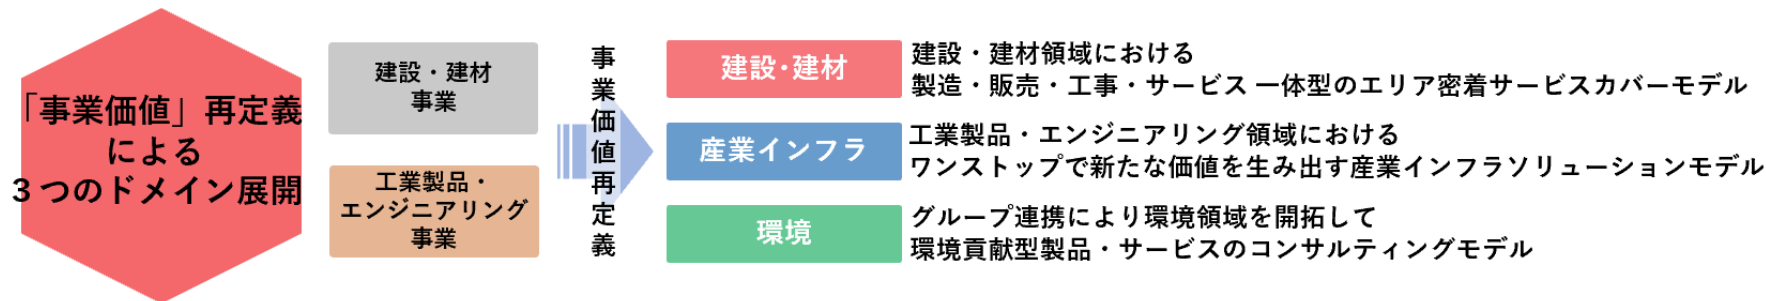 「事業価値」再定義
による
３つのドメイン展開
建設・建材
事業
工業製品・
エンジニアリング
事業
事業価値再定義
建設・建材
建設・建材領域における
製造・販売・工事・サービス 一体型のエリア密着サービスカバーモデル
産業インフラ
工業製品・エンジニアリング領域における
ワンストップで新たな価値を生み出す産業インフラソリューションモデル
環境
グループ連携により環境領域を開拓して
環境貢献型製品・サービスのコンサルティングモデル